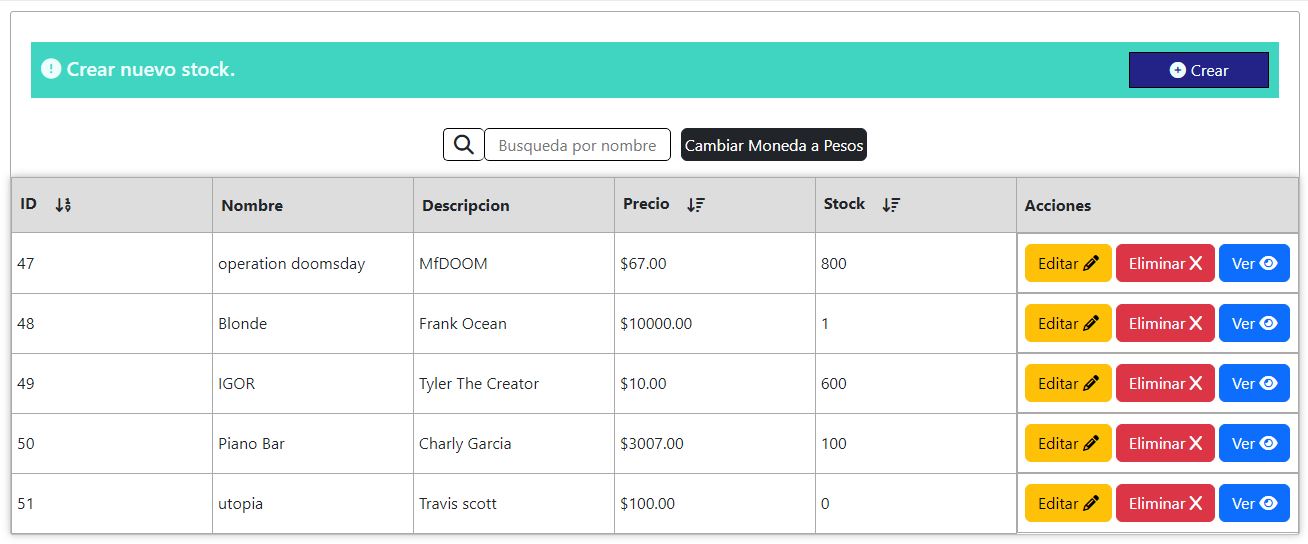 Crear nuevo stock.
Crear
Busqueda por nombre
Cambiar Moneda a Pesos
ID Nombre Descripcion Precio Stock Acciones
47 operation doomsday MfDOOM $67.00 800 Editar Eliminar Ver
48 Blonde Frank Ocean $10000.00 1 Editar Eliminar Ver
49 IGOR Tyler The Creator $10.00 600 Editar Eliminar Ver
50 Piano Bar Charly Garcia $3007.00 100 Editar Eliminar Ver
51 utopia Travis scott $100.00 0 Editar Eliminar Ver